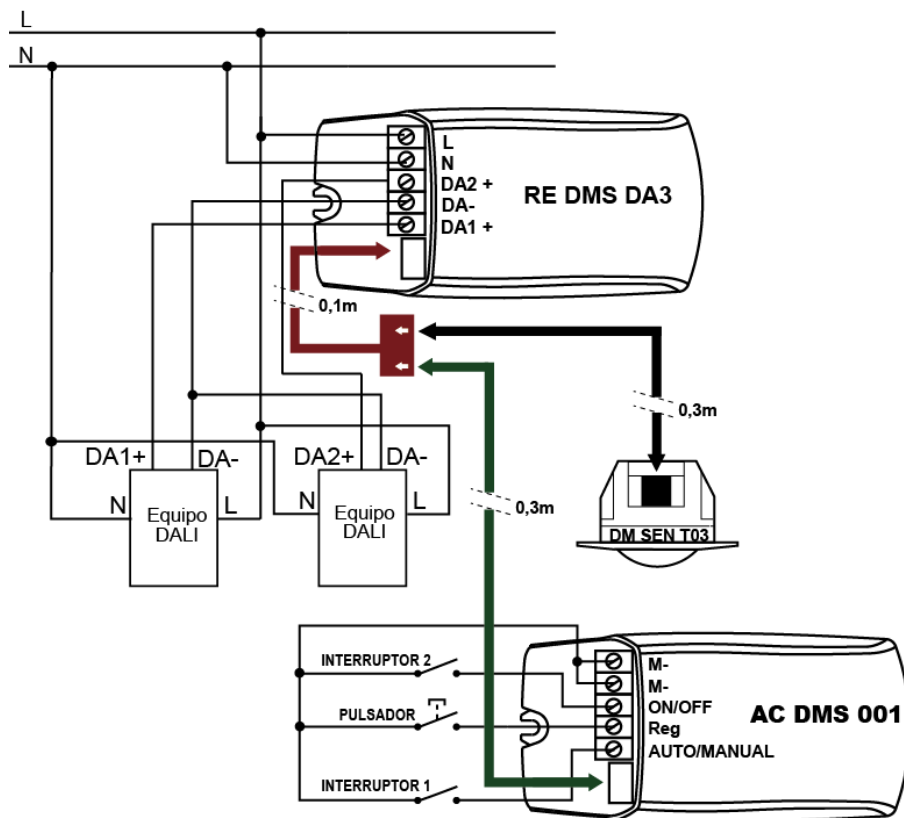 L
N
L
N
DA2 +
DA-
DA1 +
RE DMS DA3
0,1m
0,3m
DA1+ DA-
DA2+ DA-
N L
N L
Equipo
DALI
Equipo
DALI
0,3m
DM SEN T03
INTERRUPTOR 2
PULSADOR
INTERRUPTOR 1
M-
M-
ON/OFF
Reg
AUTO/MANUAL
AC DMS 001